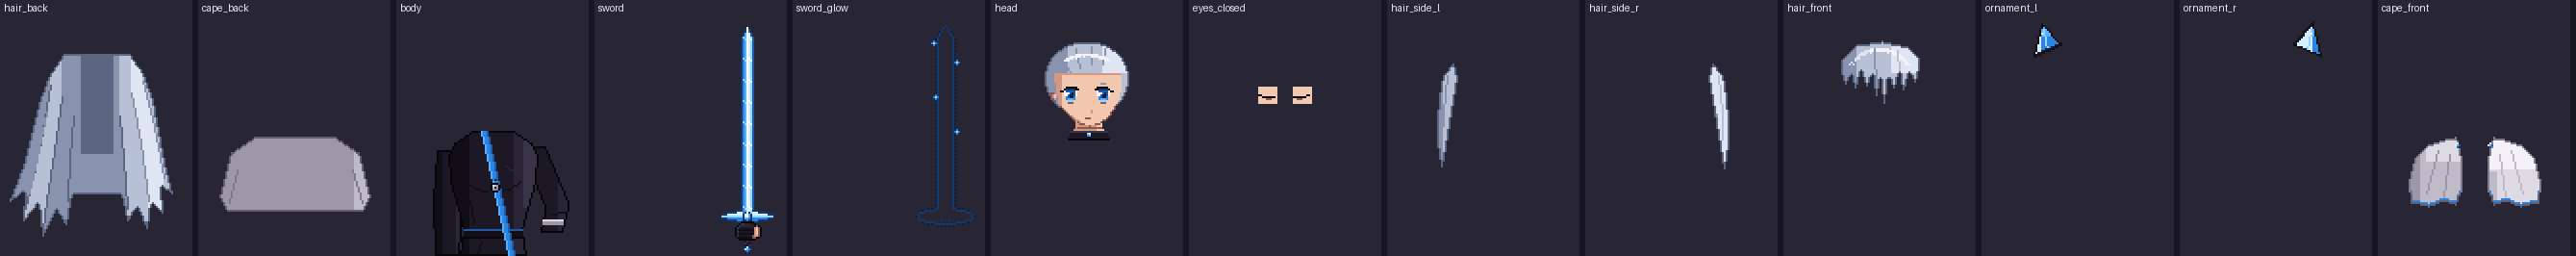 hair_back
cape_back
body
sword
sword_glow
head
eyes_closed
hair_side_l
hair_side_r
hair_front
ornament_l
ornament_r
cape_front